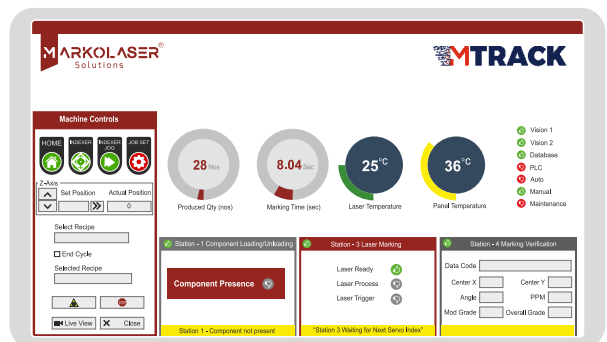 MARKOLASER®
Solutions
MTRACK
Machine Controls
HOME
INDEXER
INDEXER JOG
JOB SET
Z-Axis
Set Position
Actual Position
0
Select Recipe
End Cycle
Selected Recipe
STOP
Live View
X Close
28 Nos
Produced Qty (nos)
8.04 Sec
Marking Time (sec)
25°C
Laser Temperature
36°C
Panel Temperature
Vision 1
Vision 2
Database
PLC
Auto
Manual
Maintenance
Station - 1 Component Loading/Unloading
Component Presence
Station 1 - Component not present
Station - 3 Laser Marking
Laser Ready
Laser Process
Laser Trigger
"Station 3 Waiting for Next Servo Index"
Station - 4 Marking Verification
Data Code
Center X
Center Y
Angle
PPM
Mod Grade
Overall Grade